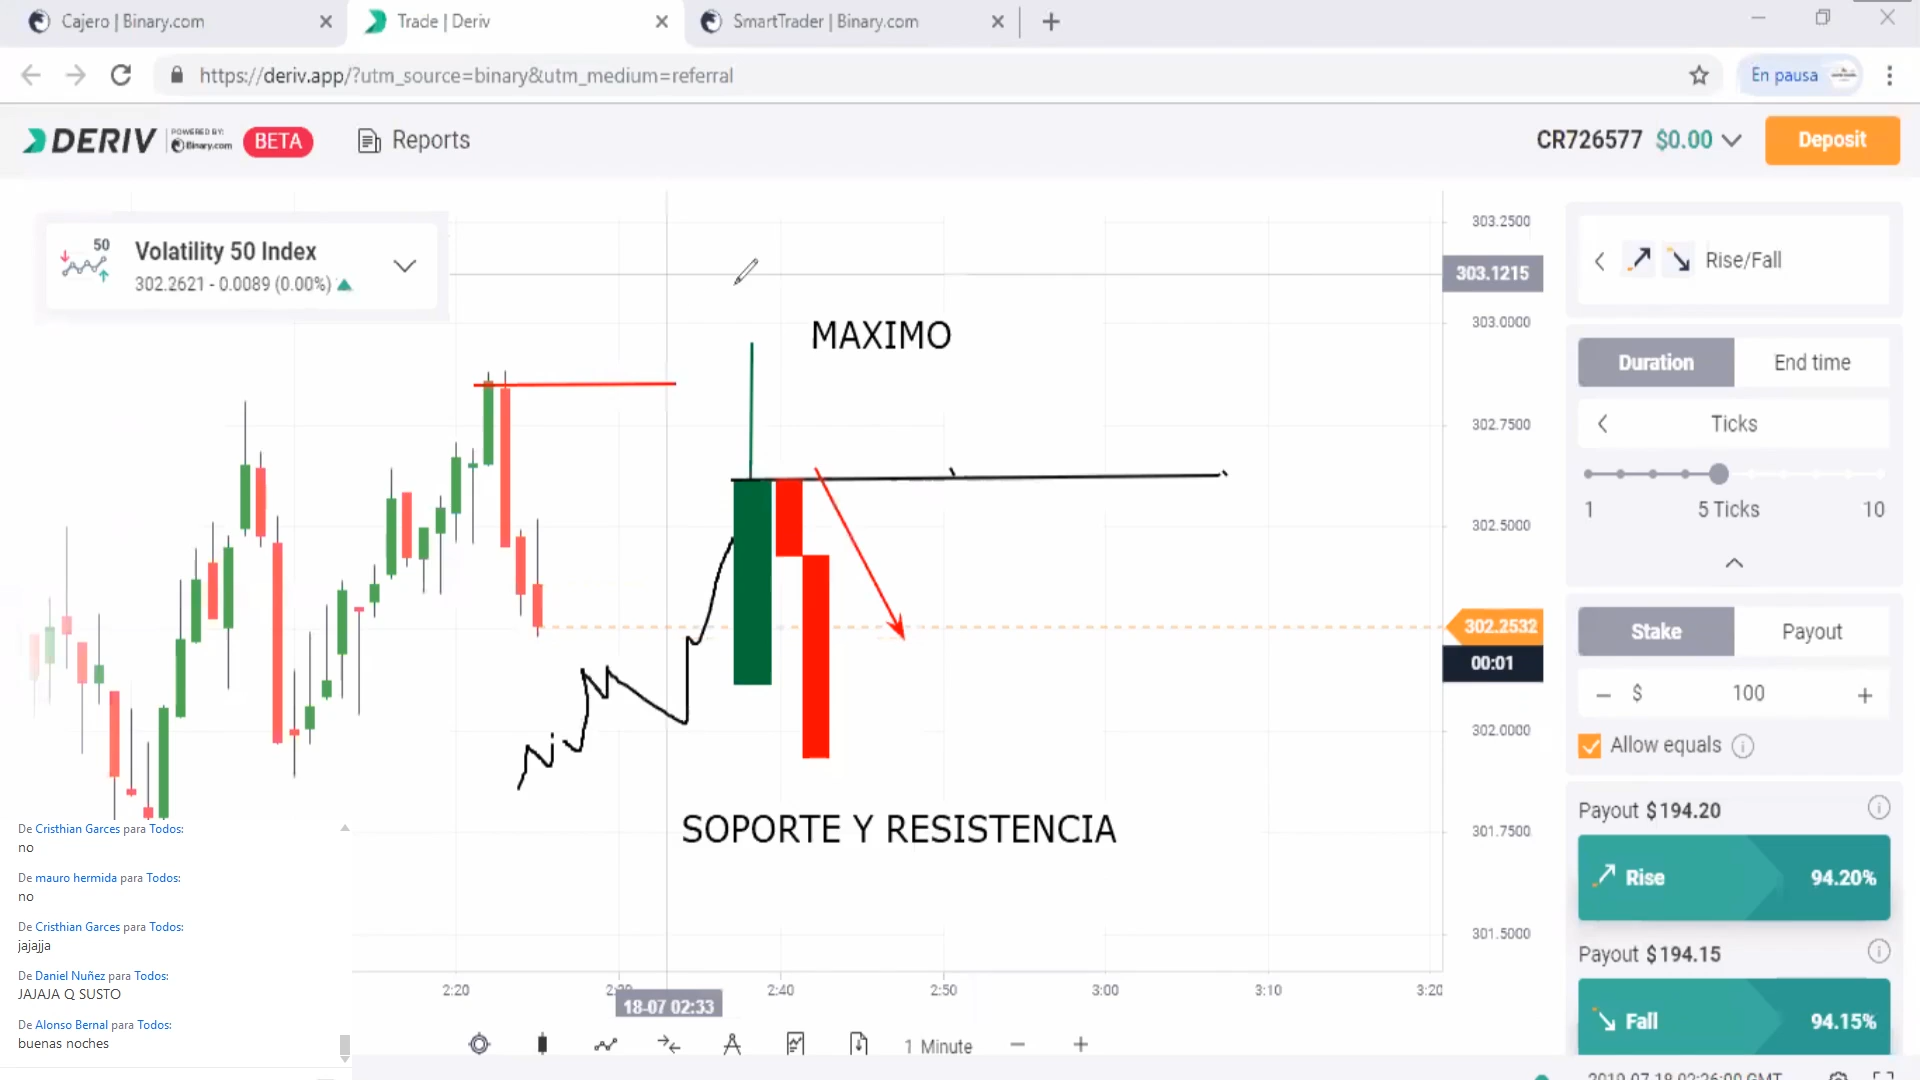 Cajero | Binary.com
Trade | Deriv
SmartTrader | Binary.com
https://deriv.app/?utm_source=binary&utm_medium=referral
En pausa
DERIV
POWERED BY:
Binary.com
BETA
Reports
CR726577 $0.00
Deposit
50
Volatility 50 Index
302.2621 - 0.0089 (0.00%)
MAXIMO
SOPORTE Y RESISTENCIA
303.2500
303.1215
303.0000
302.7500
302.5000
302.2532
00:01
302.0000
301.7500
301.5000
2:20
2:40
2:50
3:00
3:10
3:20
18-07 02:33
1 Minute
Rise/Fall
Duration
End time
Ticks
1
5 Ticks
10
Stake
Payout
$ 100
Allow equals
Payout $ 194.20
Rise 94.20%
Payout $ 194.15
Fall 94.15%
De Cristhian Garces para Todos:
no
De mauro hermida para Todos:
no
De Cristhian Garces para Todos:
jajajja
De Daniel Nuñez para Todos:
JAJAJA Q SUSTO
De Alonso Bernal para Todos:
buenas noches